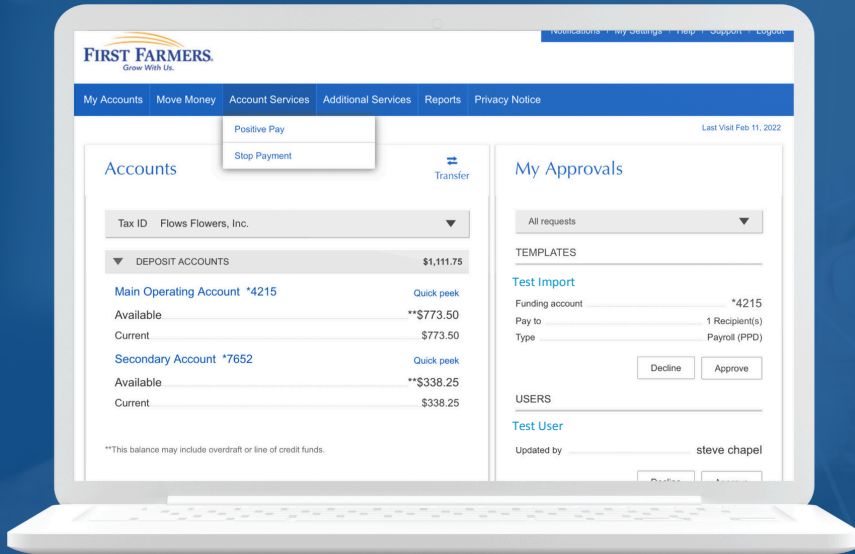 Notifications My Settings Help Support Logout
FIRST FARMERS.
Grow With Us.
My Accounts Move Money Account Services Additional Services Reports Privacy Notice
Positive Pay
Stop Payment
Last Visit Feb 11, 2022
Accounts
Transfer
Tax ID Flows Flowers, Inc.
DEPOSIT ACCOUNTS $1,111.75
Main Operating Account *4215 Quick peek
Available **$773.50
Current $773.50
Secondary Account *7652 Quick peek
Available **$338.25
Current $338.25
**This balance may include overdraft or line of credit funds.
My Approvals
All requests
TEMPLATES
Test Import
Funding account *4215
Pay to 1 Recipient(s)
Type Payroll (PPD)
Decline Approve
USERS
Test User
Updated by steve chapel
Decline Approve